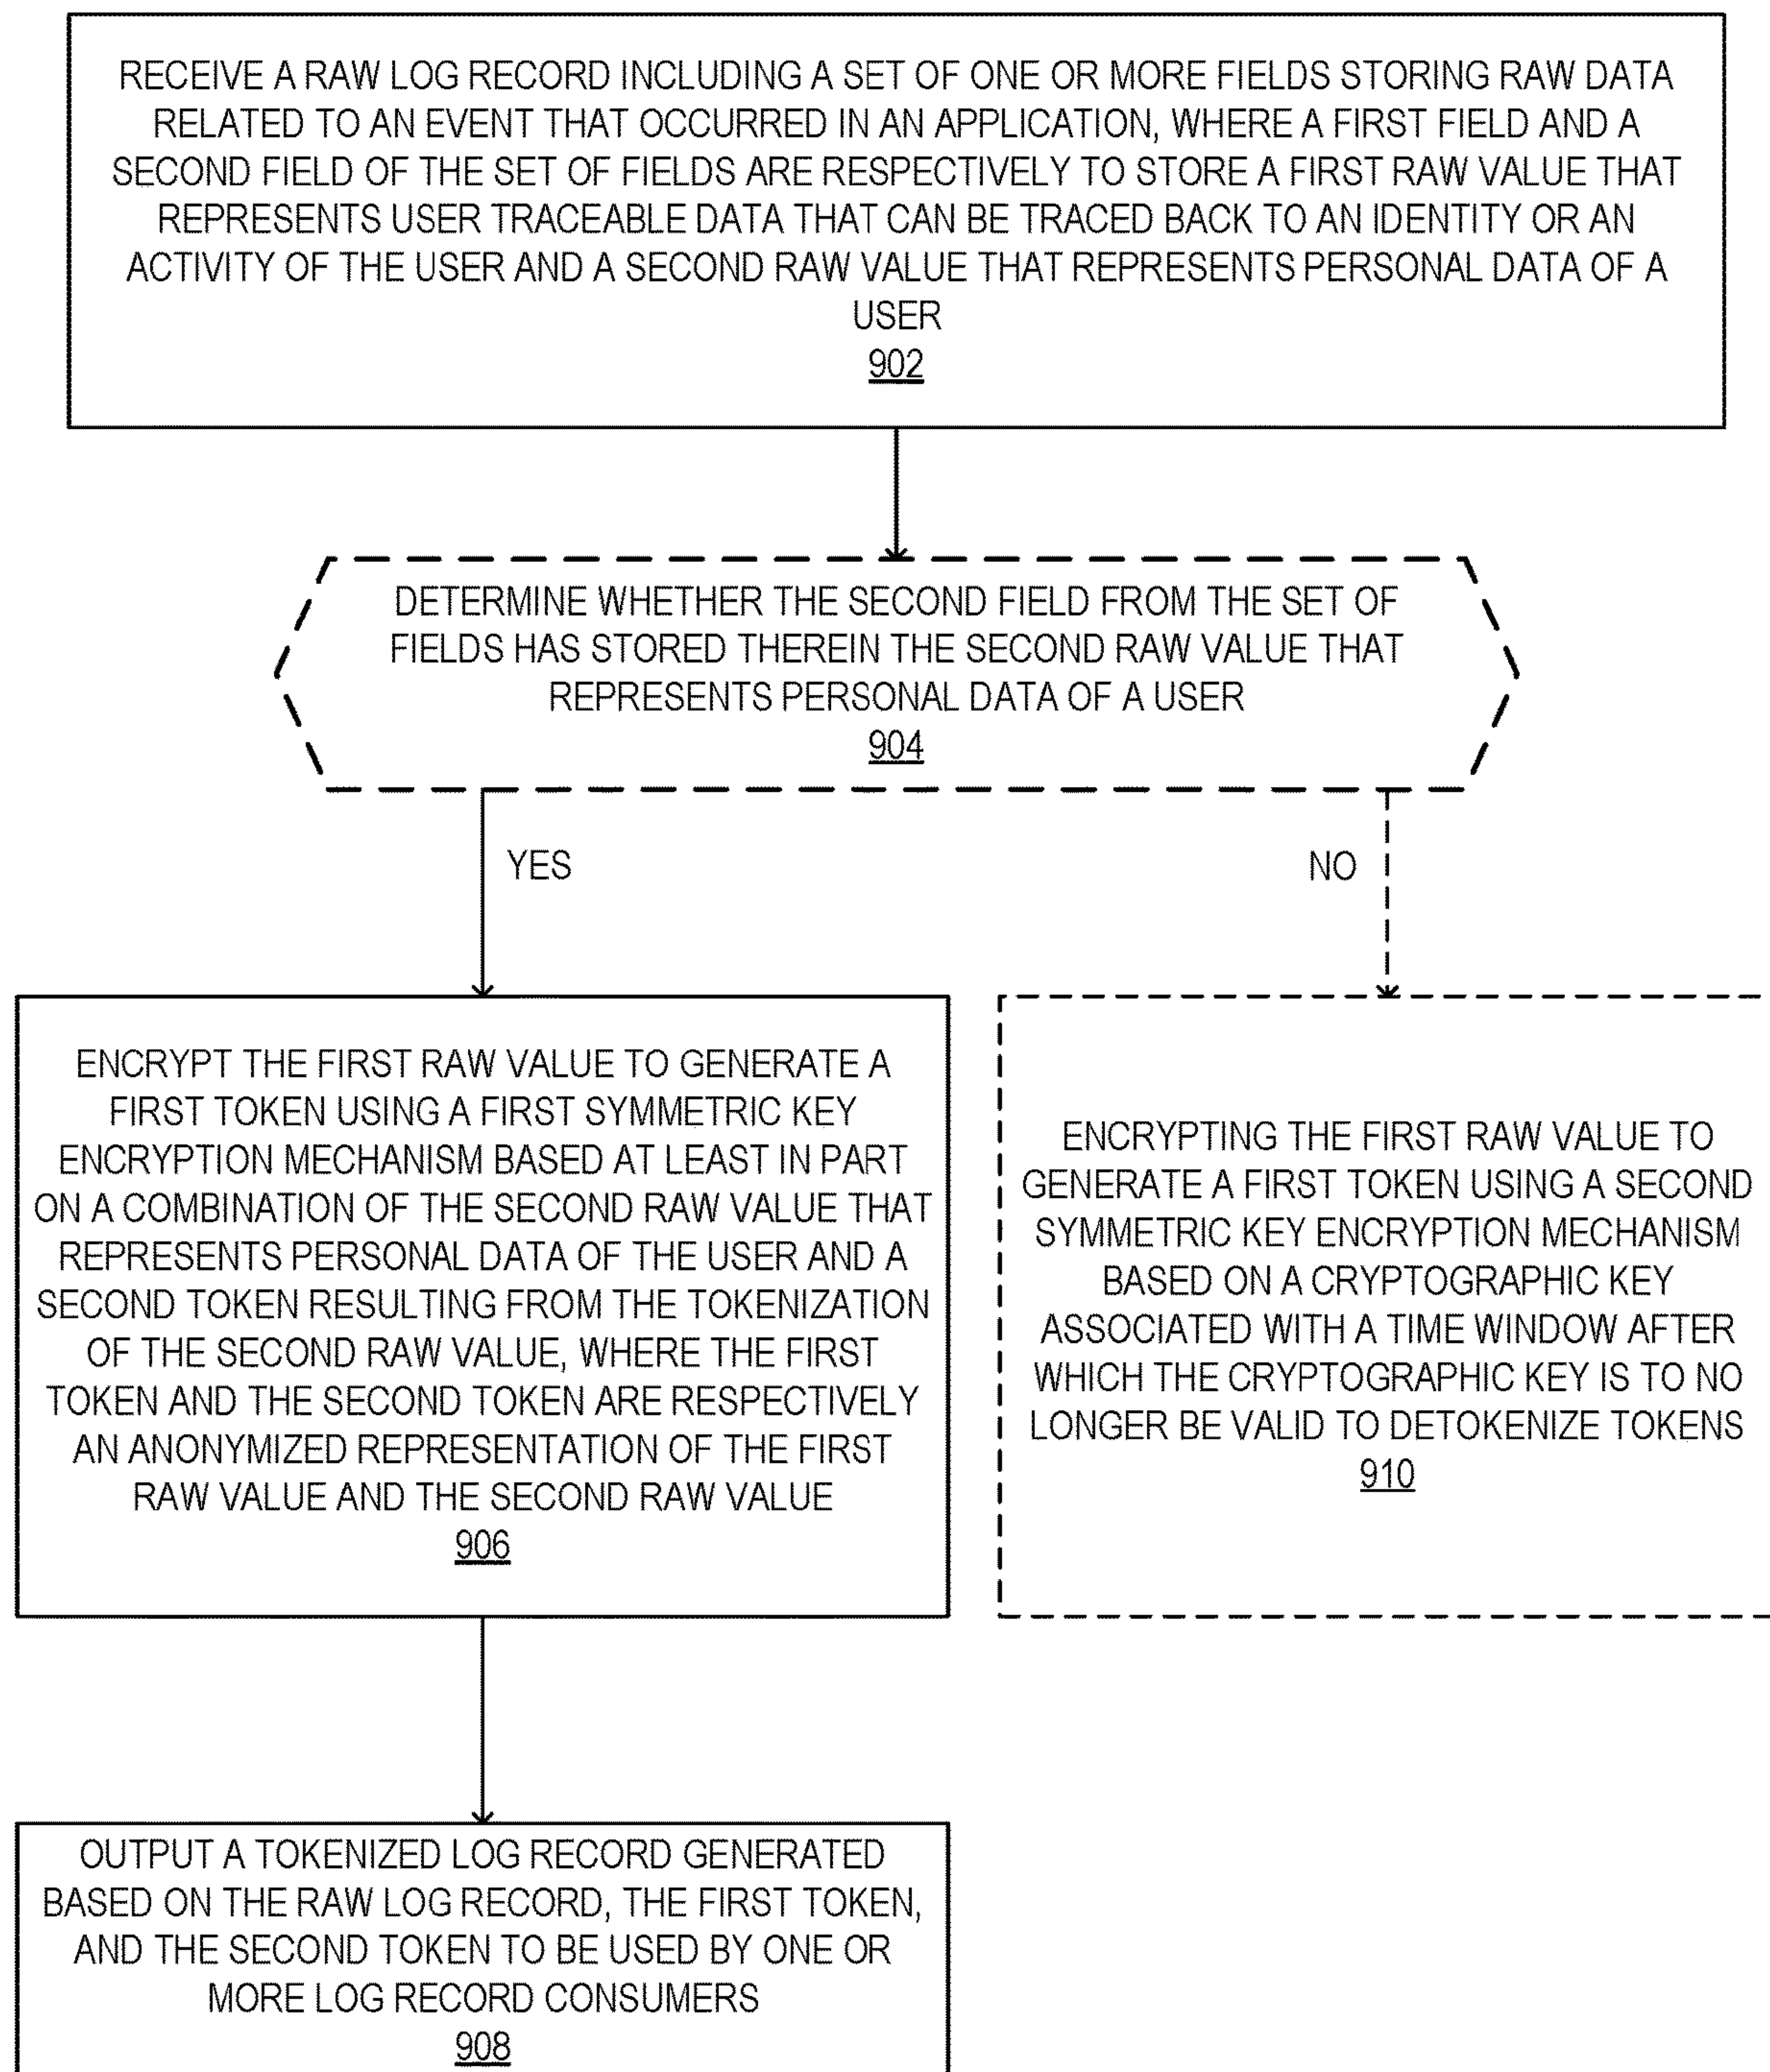 RECEIVE A RAW LOG RECORD INCLUDING A SET OF ONE OR MORE FIELDS STORING RAW DATA
RELATED TO AN EVENT THAT OCCURRED IN AN APPLICATION, WHERE A FIRST FIELD AND A
SECOND FIELD OF THE SET OF FIELDS ARE RESPECTIVELY TO STORE A FIRST RAW VALUE THAT
REPRESENTS USER TRACEABLE DATA THAT CAN BE TRACED BACK TO AN IDENTITY OR AN
ACTIVITY OF THE USER AND A SECOND RAW VALUE THAT REPRESENTS PERSONAL DATA OF A
USER
902
DETERMINE WHETHER THE SECOND FIELD FROM THE SET OF
FIELDS HAS STORED THEREIN THE SECOND RAW VALUE THAT
REPRESENTS PERSONAL DATA OF A USER
904
YES
NO
ENCRYPT THE FIRST RAW VALUE TO GENERATE A
FIRST TOKEN USING A FIRST SYMMETRIC KEY
ENCRYPTION MECHANISM BASED AT LEAST IN PART
ON A COMBINATION OF THE SECOND RAW VALUE THAT
REPRESENTS PERSONAL DATA OF THE USER AND A
SECOND TOKEN RESULTING FROM THE TOKENIZATION
OF THE SECOND RAW VALUE, WHERE THE FIRST
TOKEN AND THE SECOND TOKEN ARE RESPECTIVELY
AN ANONYMIZED REPRESENTATION OF THE FIRST
RAW VALUE AND THE SECOND RAW VALUE
906
ENCRYPTING THE FIRST RAW VALUE TO
GENERATE A FIRST TOKEN USING A SECOND
SYMMETRIC KEY ENCRYPTION MECHANISM
BASED ON A CRYPTOGRAPHIC KEY
ASSOCIATED WITH A TIME WINDOW AFTER
WHICH THE CRYPTOGRAPHIC KEY IS TO NO
LONGER BE VALID TO DETOKENIZE TOKENS
910
OUTPUT A TOKENIZED LOG RECORD GENERATED
BASED ON THE RAW LOG RECORD, THE FIRST TOKEN,
AND THE SECOND TOKEN TO BE USED BY ONE OR
MORE LOG RECORD CONSUMERS
908